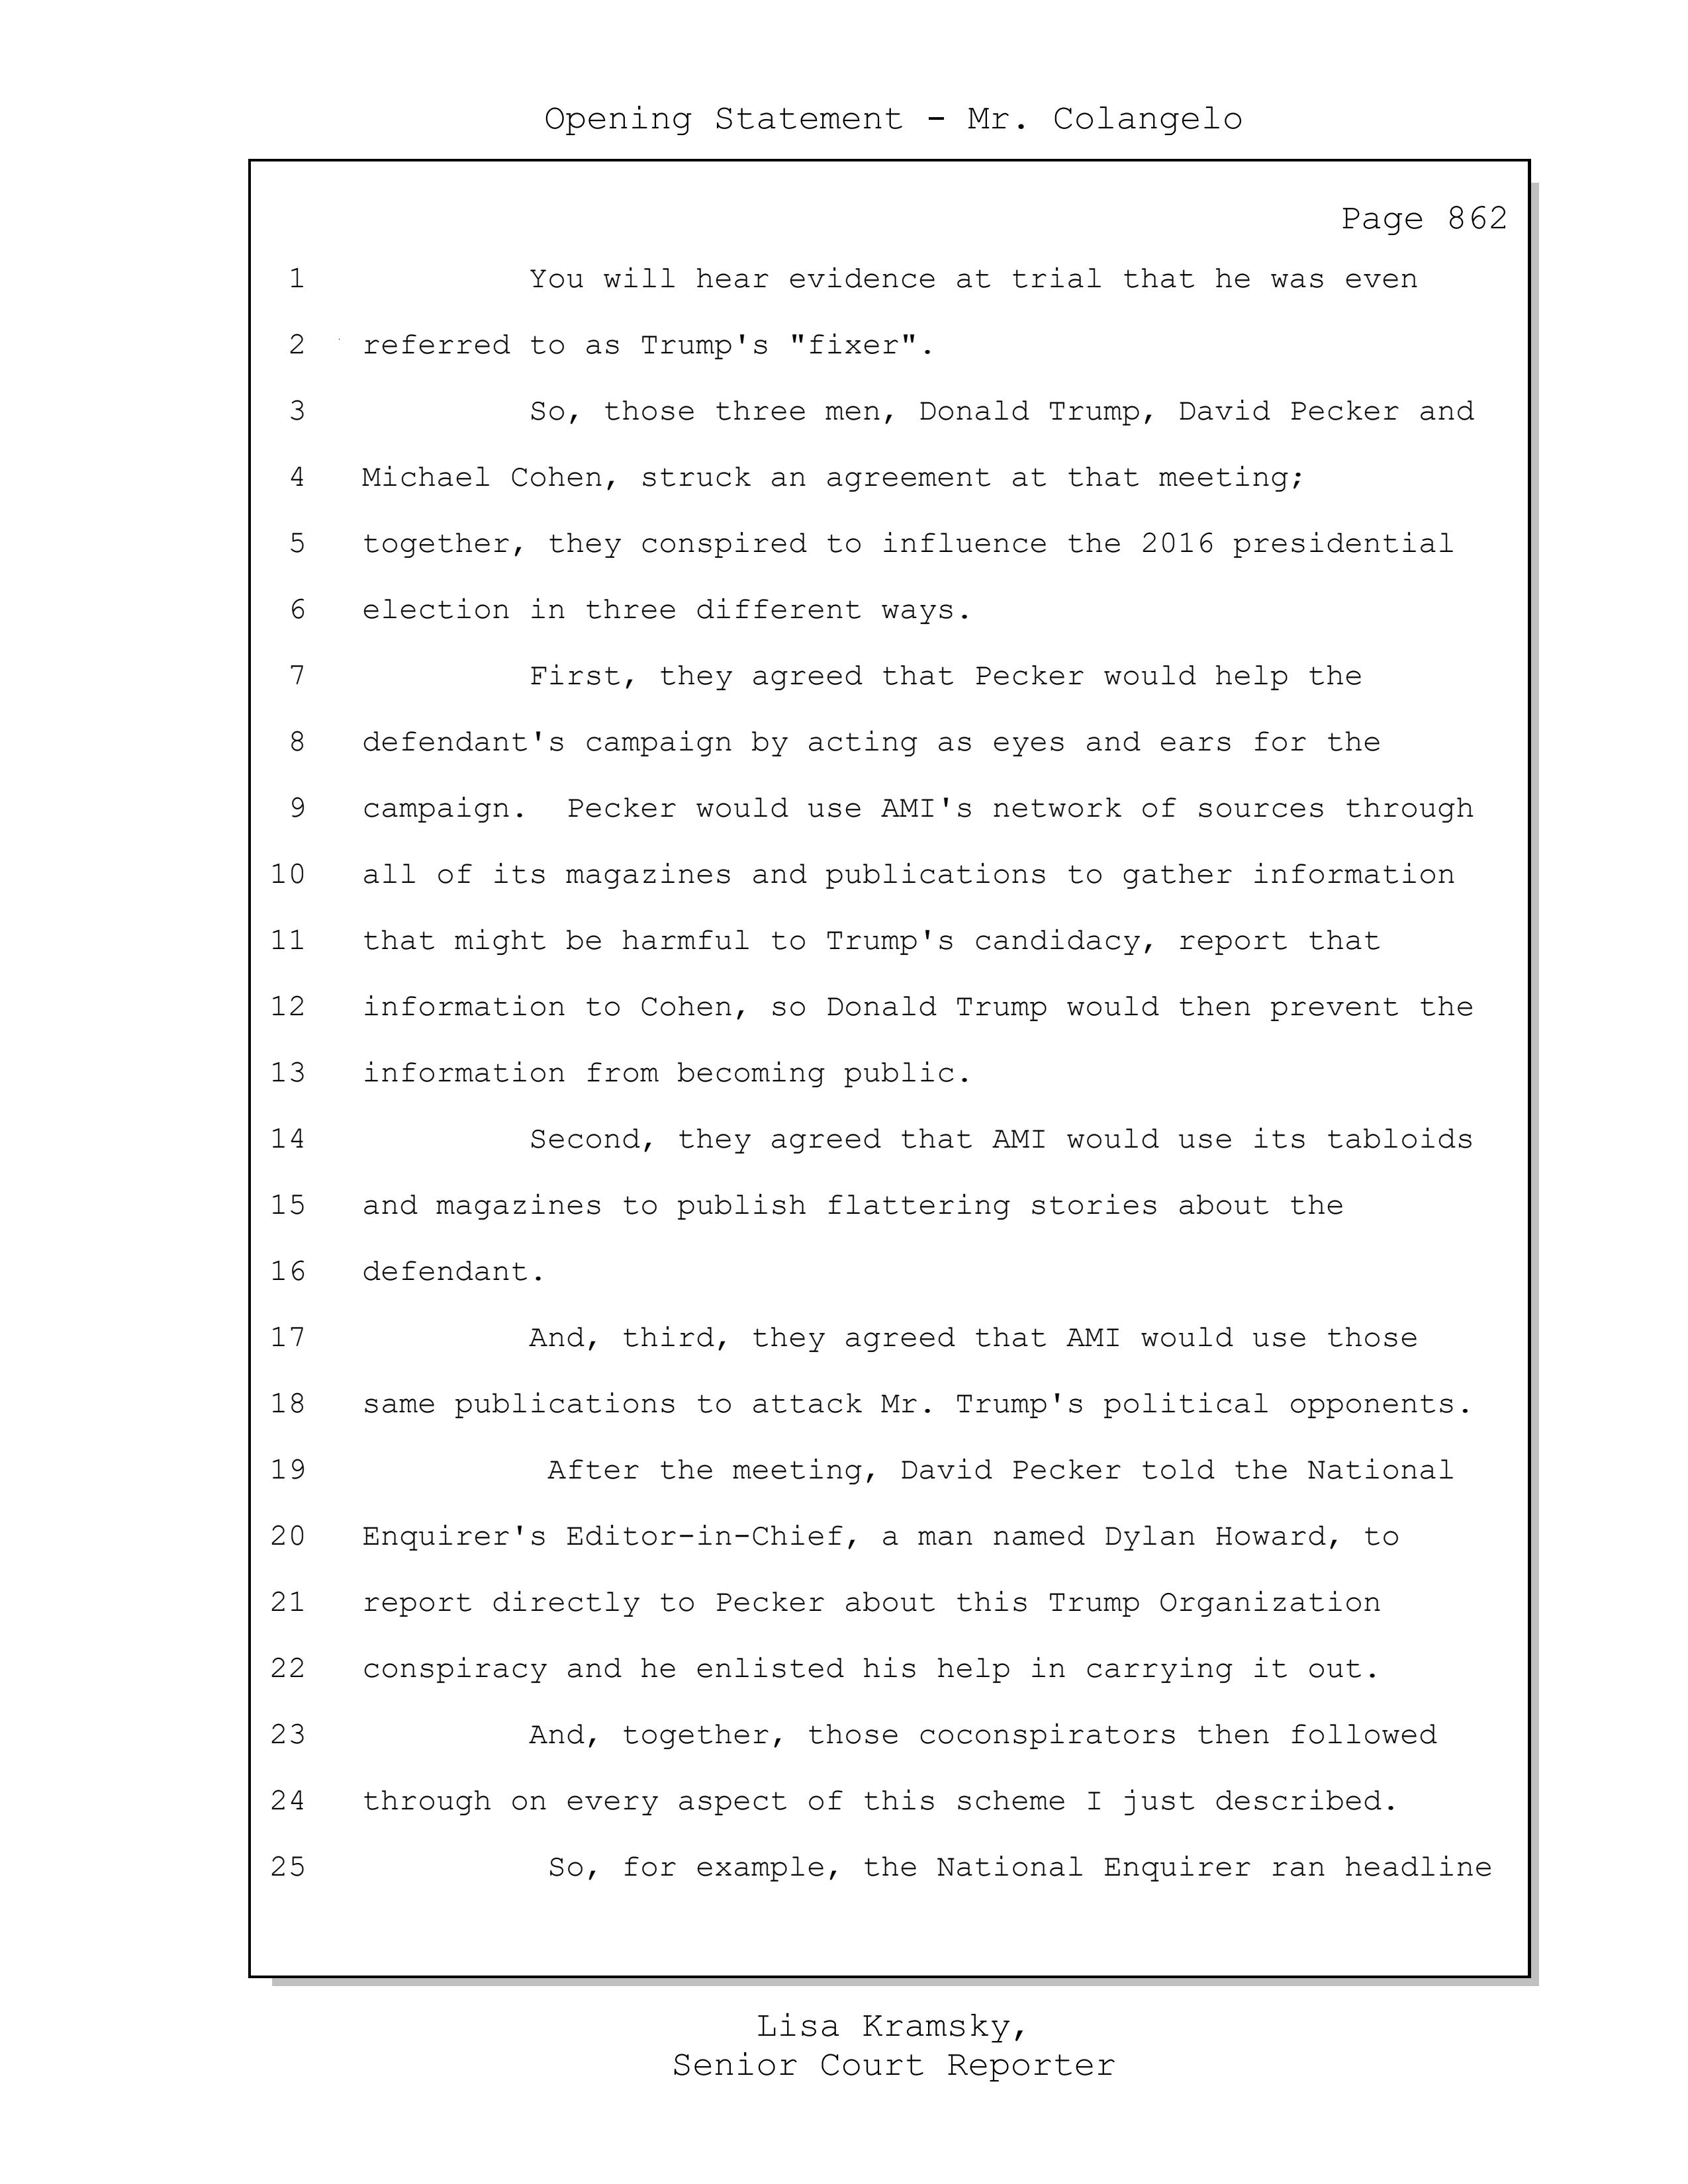 Opening Statement - Mr. Colangelo
Page 862
1 You will hear evidence at trial that he was even
2 referred to as Trump's "fixer".
3 So, those three men, Donald Trump, David Pecker and
4 Michael Cohen, struck an agreement at that meeting;
5 together, they conspired to influence the 2016 presidential
6 election in three different ways.
7 First, they agreed that Pecker would help the
8 defendant's campaign by acting as eyes and ears for the
9 campaign.  Pecker would use AMI's network of sources through
10 all of its magazines and publications to gather information
11 that might be harmful to Trump's candidacy, report that
12 information to Cohen, so Donald Trump would then prevent the
13 information from becoming public.
14 Second, they agreed that AMI would use its tabloids
15 and magazines to publish flattering stories about the
16 defendant.
17 And, third, they agreed that AMI would use those
18 same publications to attack Mr. Trump's political opponents.
19 After the meeting, David Pecker told the National
20 Enquirer's Editor-in-Chief, a man named Dylan Howard, to
21 report directly to Pecker about this Trump Organization
22 conspiracy and he enlisted his help in carrying it out.
23 And, together, those coconspirators then followed
24 through on every aspect of this scheme I just described.
25 So, for example, the National Enquirer ran headline
Lisa Kramsky,
Senior Court Reporter